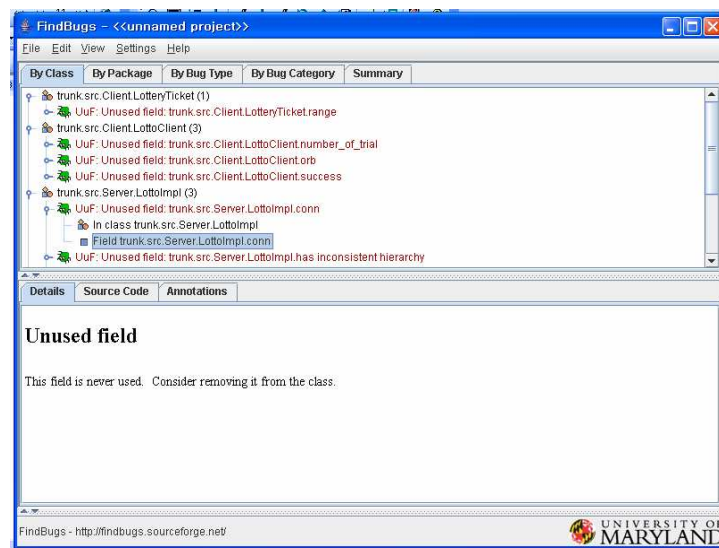 FindBugs - <<unnamed project>>
File Edit View Settings Help
By Class By Package By Bug Type By Bug Category Summary
trunk.src.Client.LotteryTicket (1)
UuF: Unused field: trunk.src.Client.LotteryTicket.range
trunk.src.Client.LottoClient (3)
UuF: Unused field: trunk.src.Client.LottoClient.number_of_trial
UuF: Unused field: trunk.src.Client.LottoClient.orb
UuF: Unused field: trunk.src.Client.LottoClient.success
trunk.src.Server.LottoImpl (3)
UuF: Unused field: trunk.src.Server.LottoImpl.conn
In class trunk.src.Server.LottoImpl
Field trunk.src.Server.LottoImpl.conn
UuF: Unused field: trunk.src.Server.LottoImpl.has inconsistent hierarchy
Details Source Code Annotations
Unused field
This field is never used. Consider removing it from the class.
FindBugs - http://findbugs.sourceforge.net/
UNIVERSITY OF
MARYLAND